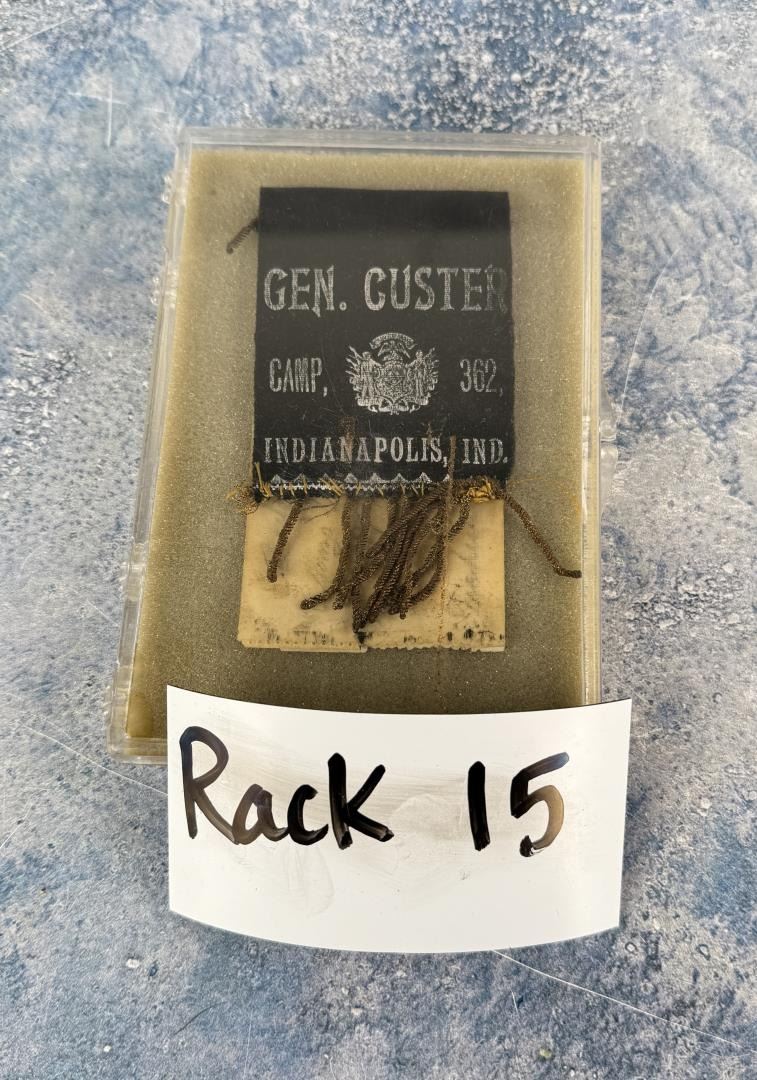 GEN. CUSTER
CAMP, 362,
INDIANAPOLIS, IND.
Rack 15